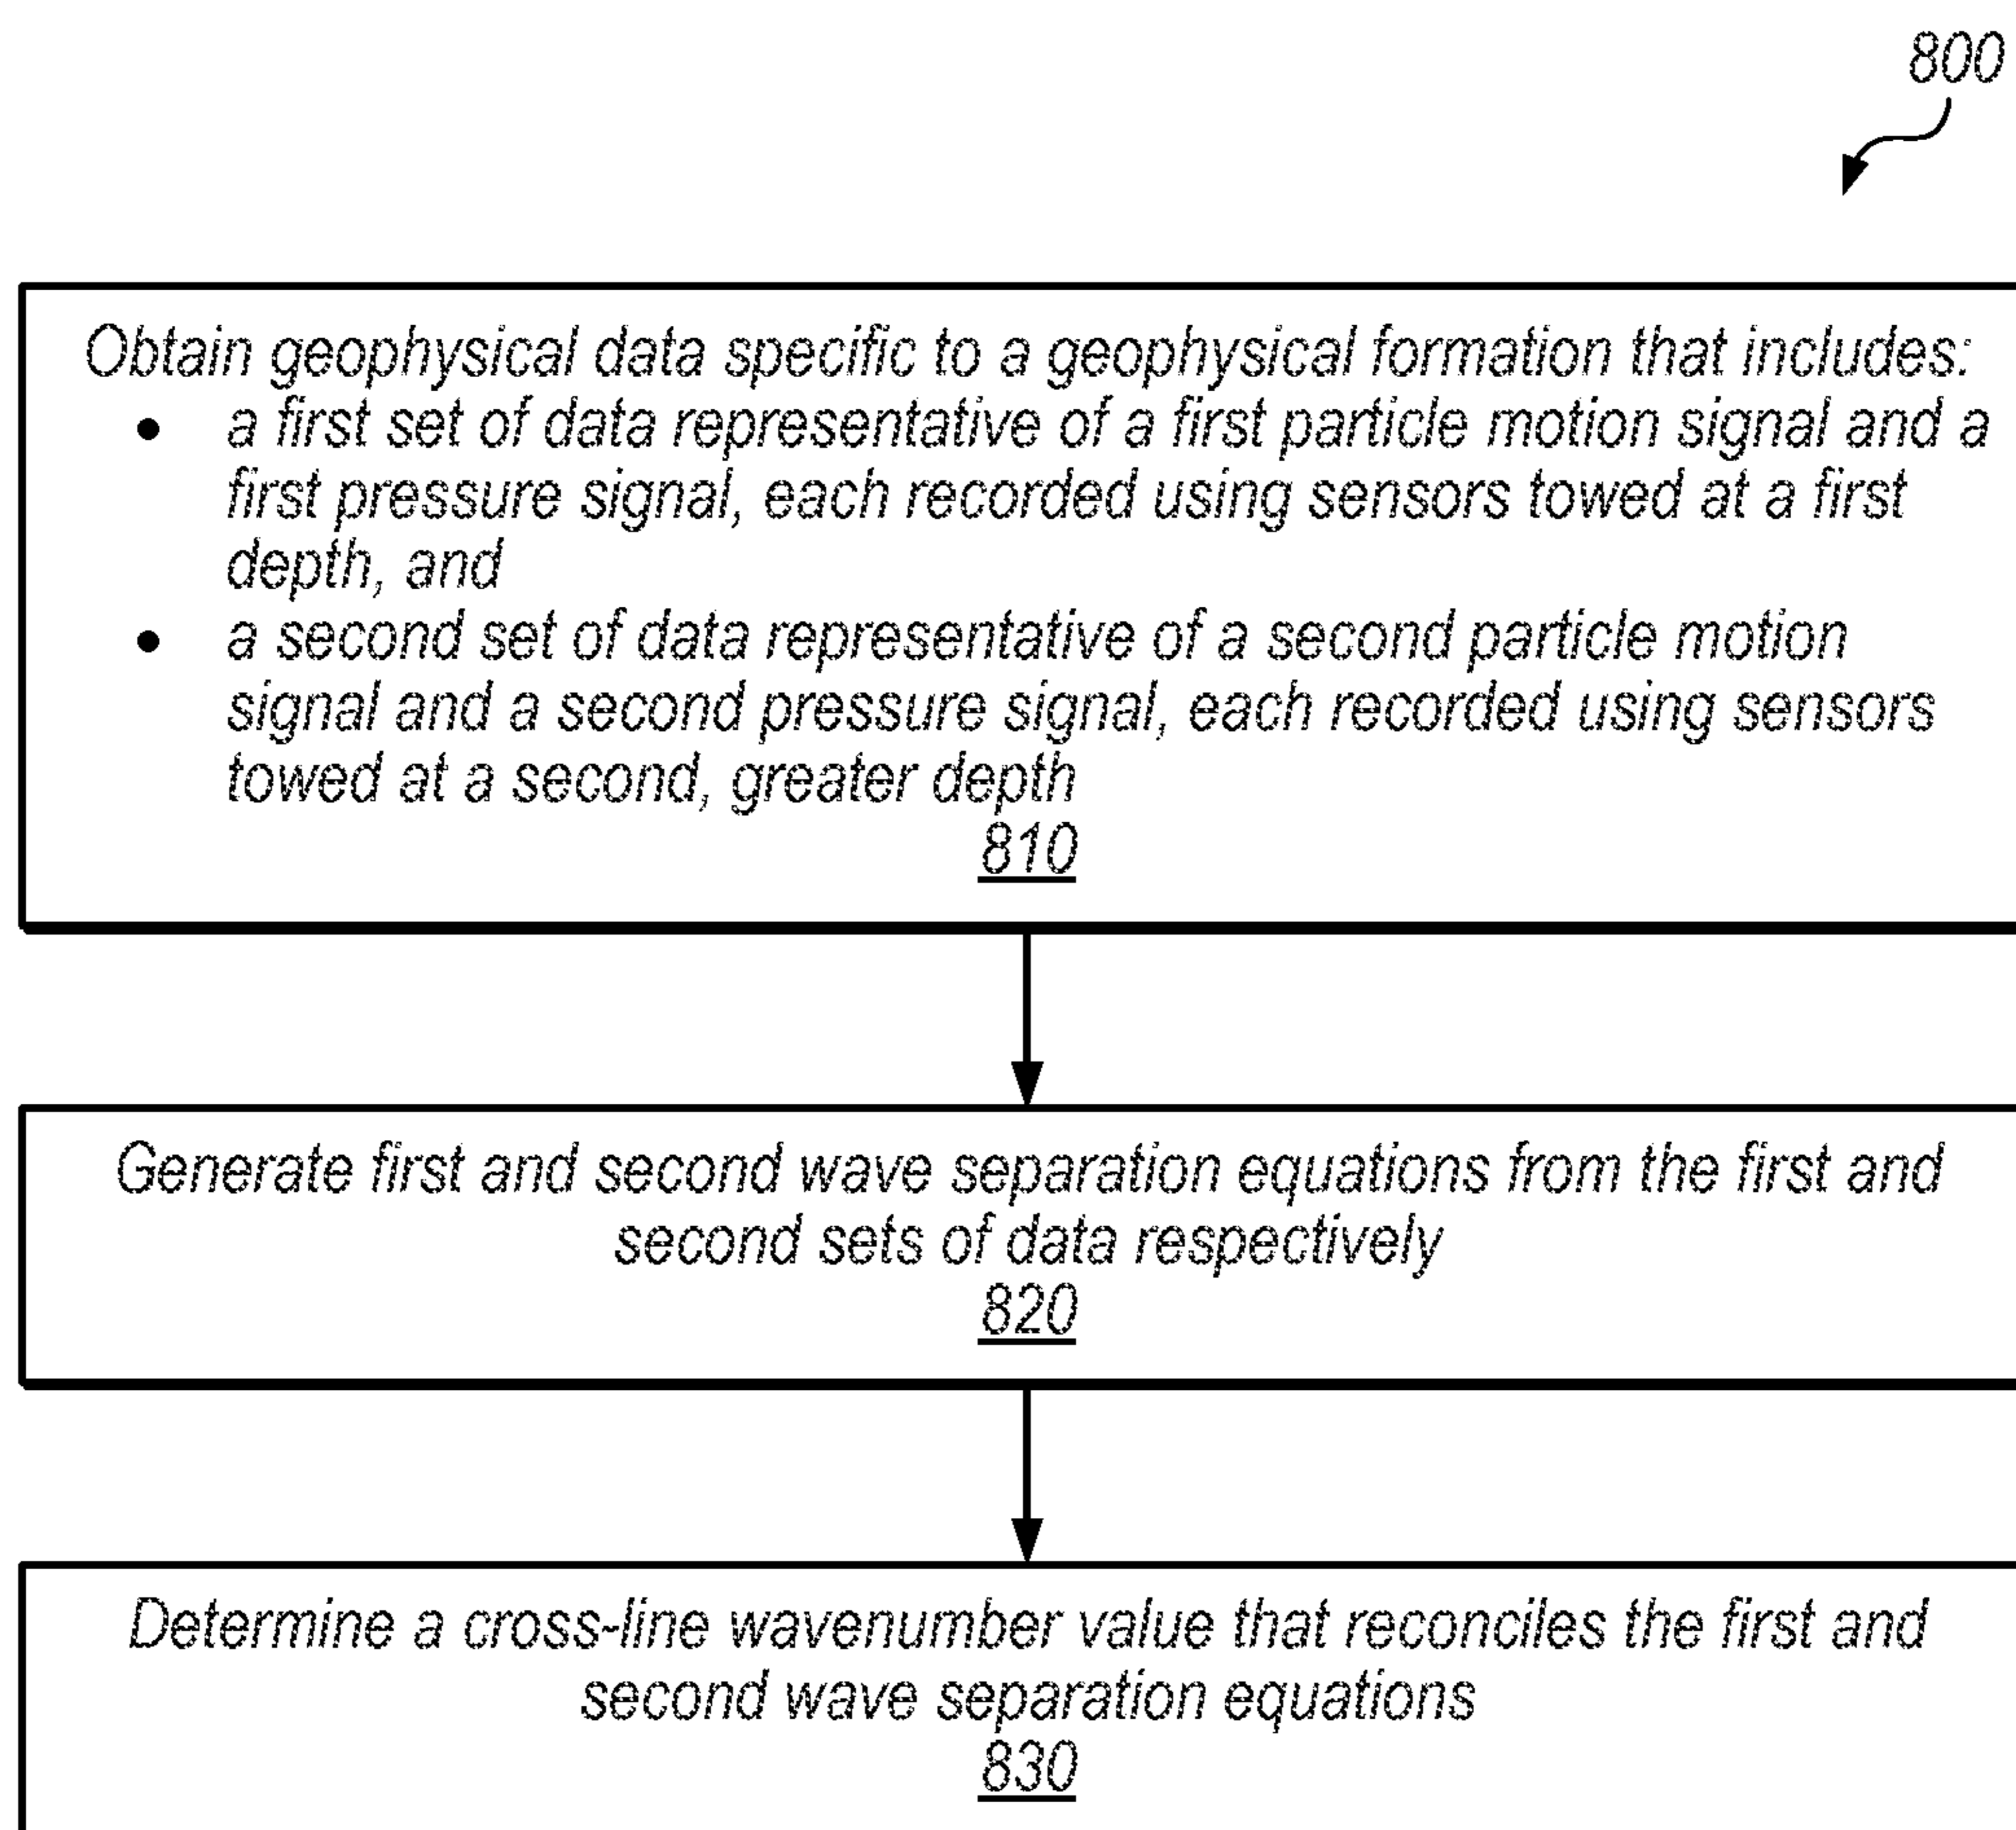 800
Obtain geophysical data specific to a geophysical formation that includes:
• a first set of data representative of a first particle motion signal and a
first pressure signal, each recorded using sensors towed at a first
depth, and
• a second set of data representative of a second particle motion
signal and a second pressure signal, each recorded using sensors
towed at a second, greater depth
810
Generate first and second wave separation equations from the first and
second sets of data respectively
820
Determine a cross-line wavenumber value that reconciles the first and
second wave separation equations
830